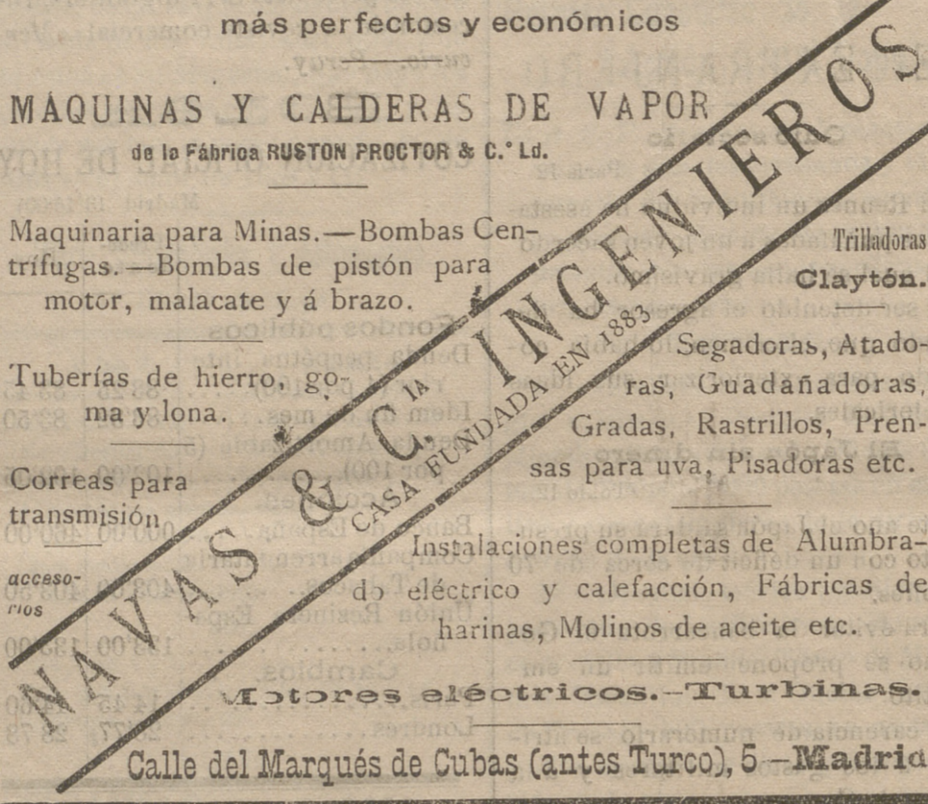 más perfectos y económicos
MÁQUINAS Y CALDERAS DE VAPOR
de la Fábrica RUSTON PROCTOR & C.ª Ld.
Maquinaria para Minas.—Bombas Cen-
trífugas.—Bombas de pistón para
motor, malacate y á brazo.
Tuberías de hierro, go-
ma y lona.
Correas para
transmisión
acceso-
rios
NAVAS & C.IA INGENIEROS
CASA FUNDADA EN 1883
Trilladoras
Claytón.
Segadoras, Atado-
ras, Guadañadoras,
Gradas, Rastrillos, Pren-
sas para uva, Pisadoras etc.
Instalaciones completas de Alumbra-
do eléctrico y calefacción, Fábricas de
harinas, Molinos de aceite etc.
Motores eléctricos.—Turbinas.
Calle del Marqués de Cubas (antes Turco), 5—Madrid